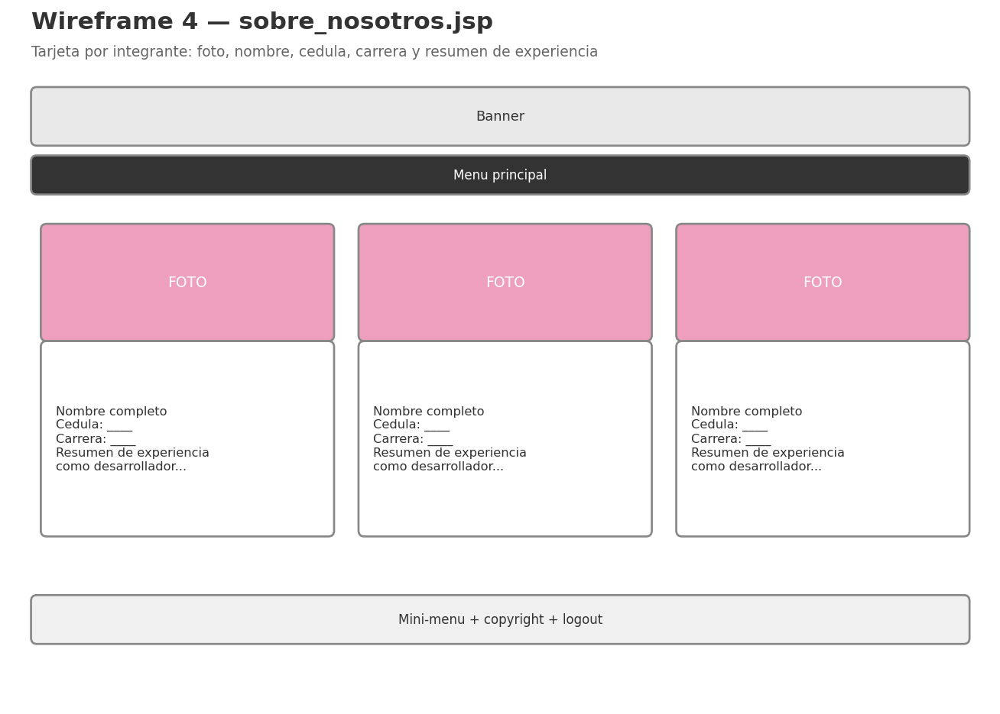 Wireframe 4 — sobre_nosotros.jsp
Tarjeta por integrante: foto, nombre, cedula, carrera y resumen de experiencia
Banner
Menu principal
FOTO
Nombre completo
Cedula: ____
Carrera: ____
Resumen de experiencia
como desarrollador...
FOTO
Nombre completo
Cedula: ____
Carrera: ____
Resumen de experiencia
como desarrollador...
FOTO
Nombre completo
Cedula: ____
Carrera: ____
Resumen de experiencia
como desarrollador...
Mini-menu + copyright + logout